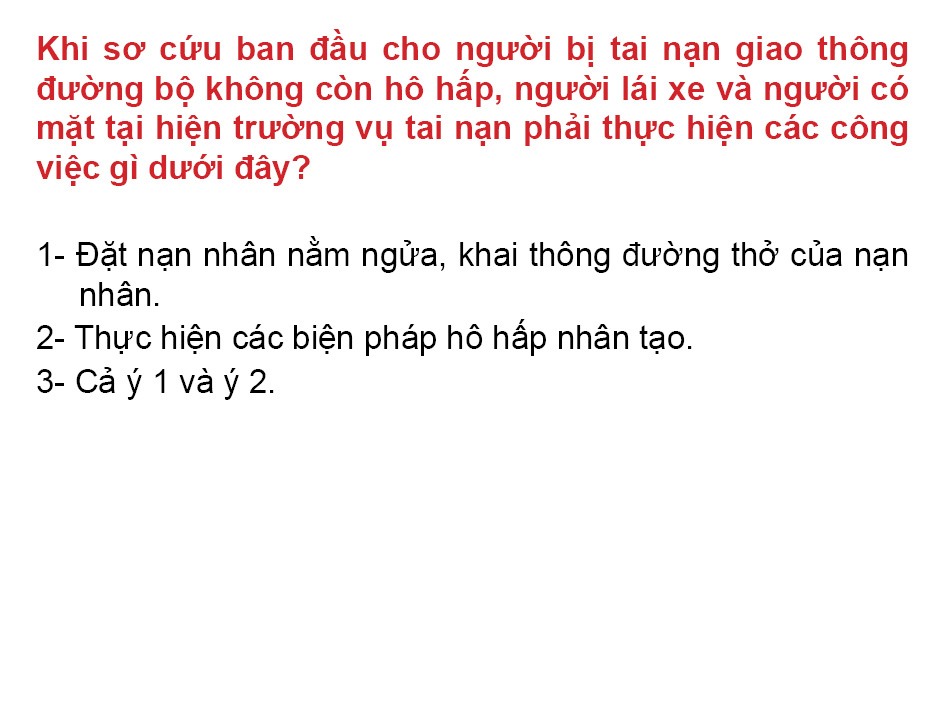 Khi sơ cứu ban đầu cho người bị tai nạn giao thông
đường bộ không còn hô hấp, người lái xe và người có
mặt tại hiện trường vụ tai nạn phải thực hiện các công
việc gì dưới đây?
1- Đặt nạn nhân nằm ngửa, khai thông đường thở của nạn
nhân.
2- Thực hiện các biện pháp hô hấp nhân tạo.
3- Cả ý 1 và ý 2.